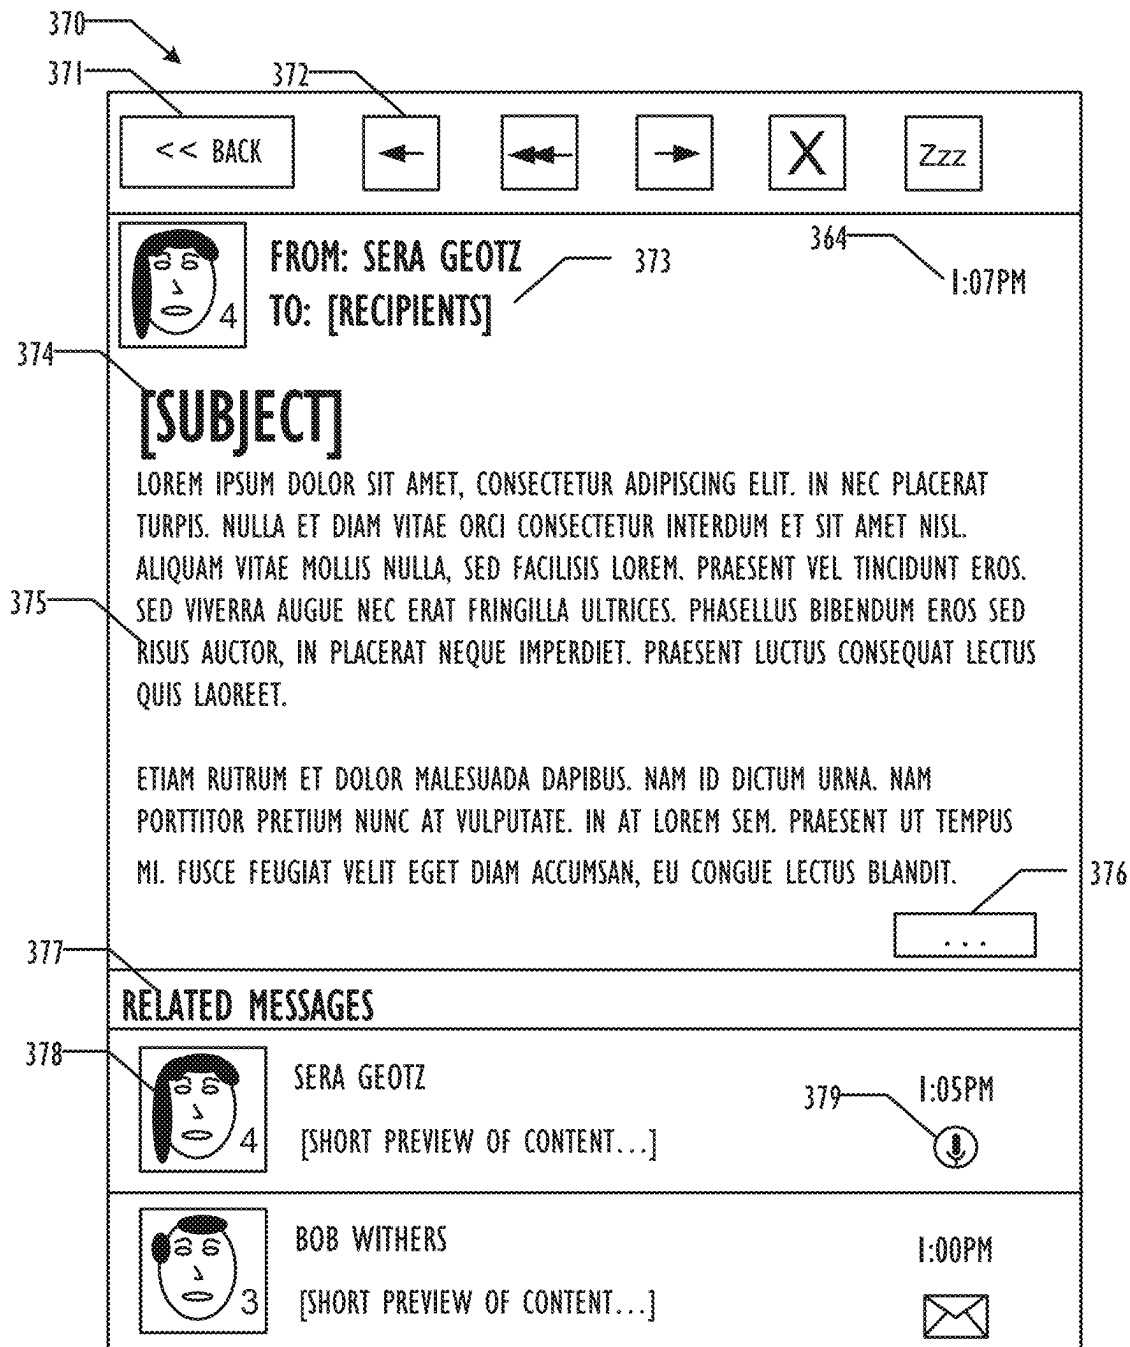 370
371
372
<< BACK
X
Zzz
4
FROM: SERA GEOTZ
373
364
1:07PM
TO: [RECIPIENTS]
374
[SUBJECT]
LOREM IPSUM DOLOR SIT AMET, CONSECTETUR ADIPISCING ELIT. IN NEC PLACERAT
TURPIS. NULLA ET DIAM VITAE ORCI CONSECTETUR INTERDUM ET SIT AMET NISL.
ALIQUAM VITAE MOLLIS NULLA, SED FACILISIS LOREM. PRAESENT VEL TINCIDUNT EROS.
375
SED VIVERRA AUGUE NEC ERAT FRINGILLA ULTRICES. PHASELLUS BIBENDUM EROS SED
RISUS AUCTOR, IN PLACERAT NEQUE IMPERDIET. PRAESENT LUCTUS CONSEQUAT LECTUS
QUIS LAOREET.
ETIAM RUTRUM ET DOLOR MALESUADA DAPIBUS. NAM ID DICTUM URNA. NAM
PORTTITOR PRETIUM NUNC AT VULPUTATE. IN AT LOREM SEM. PRAESENT UT TEMPUS
MI. FUSCE FEUGIAT VELIT EGET DIAM ACCUMSAN, EU CONGUE LECTUS BLANDIT.
376
...
377
RELATED MESSAGES
378
4
SERA GEOTZ
379
1:05PM
[SHORT PREVIEW OF CONTENT...]
3
BOB WITHERS
1:00PM
[SHORT PREVIEW OF CONTENT...]